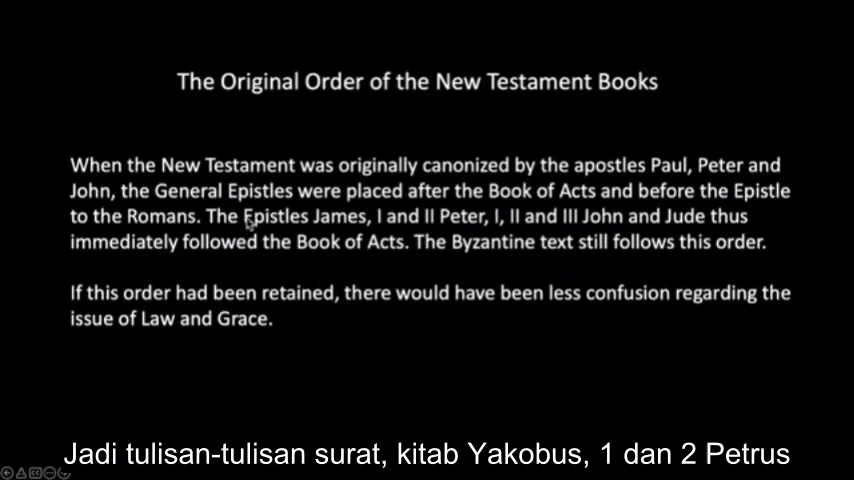 The Original Order of the New Testament Books
When the New Testament was originally canonized by the apostles Paul, Peter and
John, the General Epistles were placed after the Book of Acts and before the Epistle
to the Romans. The Epistles James, I and II Peter, I, II and III John and Jude thus
immediately followed the Book of Acts. The Byzantine text still follows this order.
If this order had been retained, there would have been less confusion regarding the
issue of Law and Grace.
Jadi tulisan-tulisan surat, kitab Yakobus, 1 dan 2 Petrus